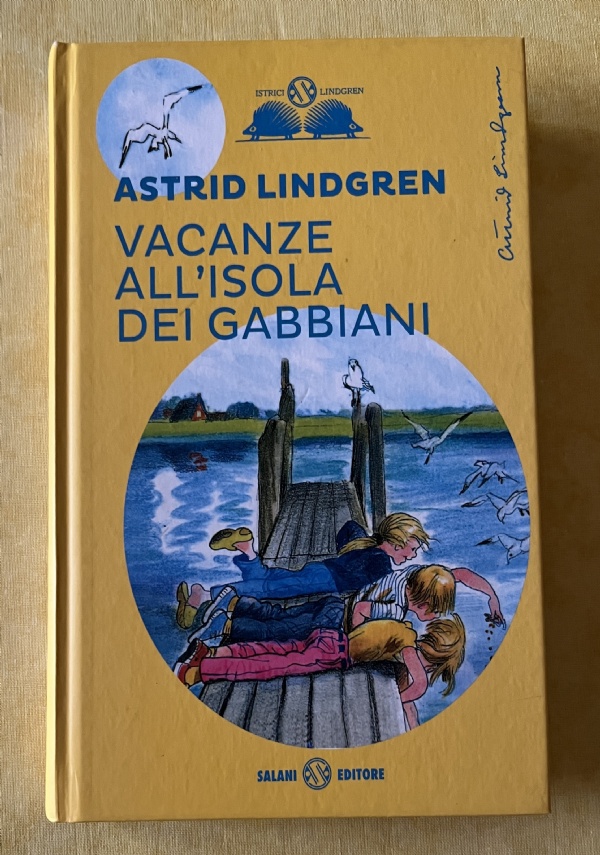 ISTRICI LINDGREN
Astrid Lindgren
ASTRID LINDGREN
VACANZE
ALL'ISOLA
DEI GABBIANI
SALANI EDITORE